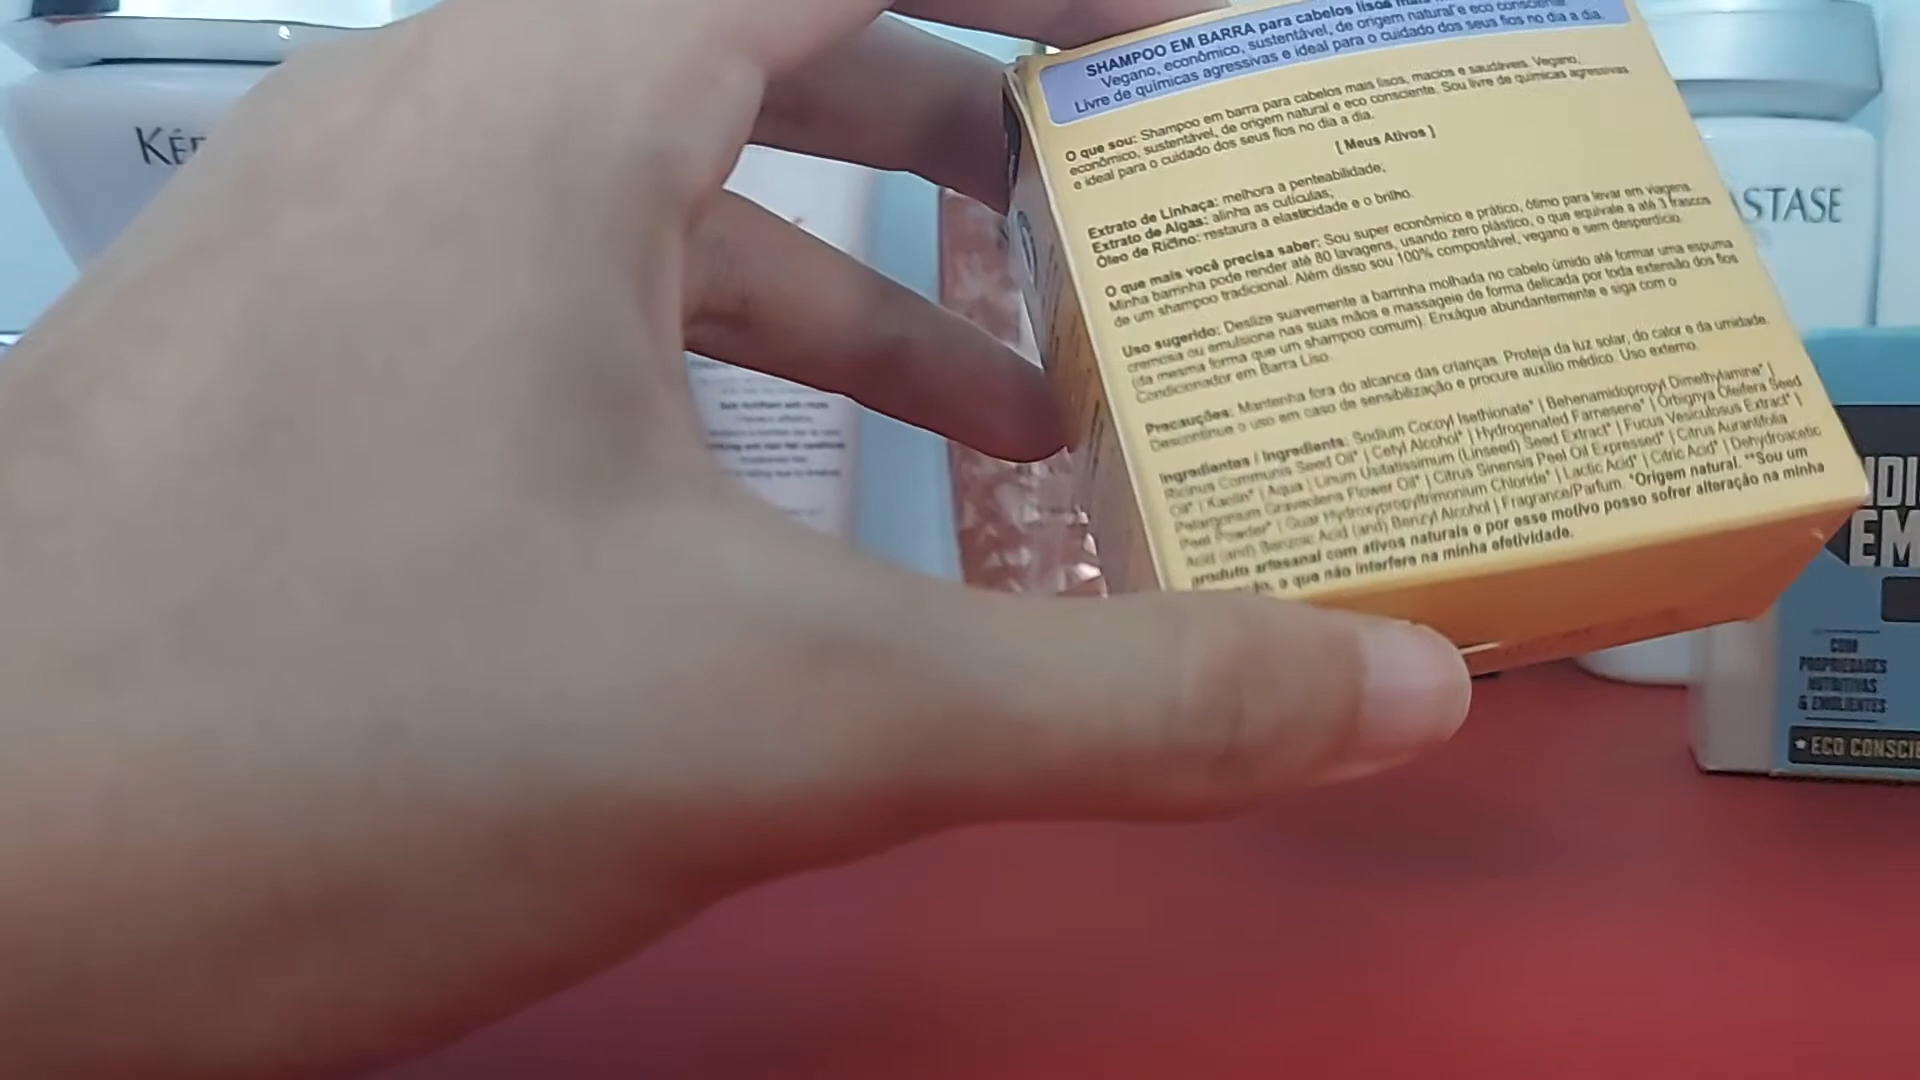 SHAMPOO EM BARRA para cabelos lisos
Vegano, econômico, sustentável, de origem natural e eco consciente.
Livre de químicas agressivas e ideal para o cuidado dos seus fios no dia a dia.
O que sou: Shampoo em barra para cabelos mais lisos, macios e saudáveis. Vegano,
econômico, sustentável, de origem natural e eco consciente. Sou livre de químicas agressivas
e ideal para o cuidado dos seus fios no dia a dia.
[ Meus Ativos ]
Extrato de Linhaça: melhora a penteabilidade;
Extrato de Algas: alinha as cutículas;
Óleo de Rícino: restaura a elasticidade e o brilho.
O que mais você precisa saber: Sou super econômico e prático, ótimo para levar em viagens.
Minha barrinha pode render até 80 lavagens, usando zero plástico, o que equivale a até 3 frascos
de um shampoo tradicional. Além disso sou 100% compostável, vegano e sem desperdício.
Uso sugerido: Deslize suavemente a barrinha molhada no cabelo úmido até formar uma espuma
cremosa ou emulsione nas suas mãos e massageie de forma delicada por toda extensão dos fios
(da mesma forma que um shampoo comum). Enxágue abundantemente e siga com o
Condicionador em Barra Liso.
Precauções: Mantenha fora do alcance das crianças. Proteja da luz solar, do calor e da umidade.
Descontinue o uso em caso de sensibilização e procure auxílio médico. Uso externo.
Ingredientes / Ingredients: Sodium Cocoyl Isethionate* | Behenamidopropyl Dimethylamine* |
Ricinus Communis Seed Oil* | Cetyl Alcohol* | Hydrogenated Farnesene* | Orbignya Oleifera Seed
Oil* | Kaolin* | Aqua | Linum Usitatissimum (Linseed) Seed Extract* | Fucus Vesiculosus Extract* |
Pelargonium Graveolens Flower Oil* | Citrus Sinensis Peel Oil Expressed* | Citrus Aurantifolia
Peel Powder* | Guar Hydroxypropyltrimonium Chloride* | Lactic Acid* | Citric Acid* | Dehydroacetic
Acid (and) Benzoic Acid (and) Benzyl Alcohol | Fragrance/Parfum. *Origem natural. **Sou um
produto artesanal com ativos naturais e por esse motivo posso sofrer alteração na minha
o que não interfere na minha efetividade.
KÉR
STASE
EM
COM
PROPRIEDADES
NUTRITIVAS
& EMOLIENTES
ECO CONSCIE